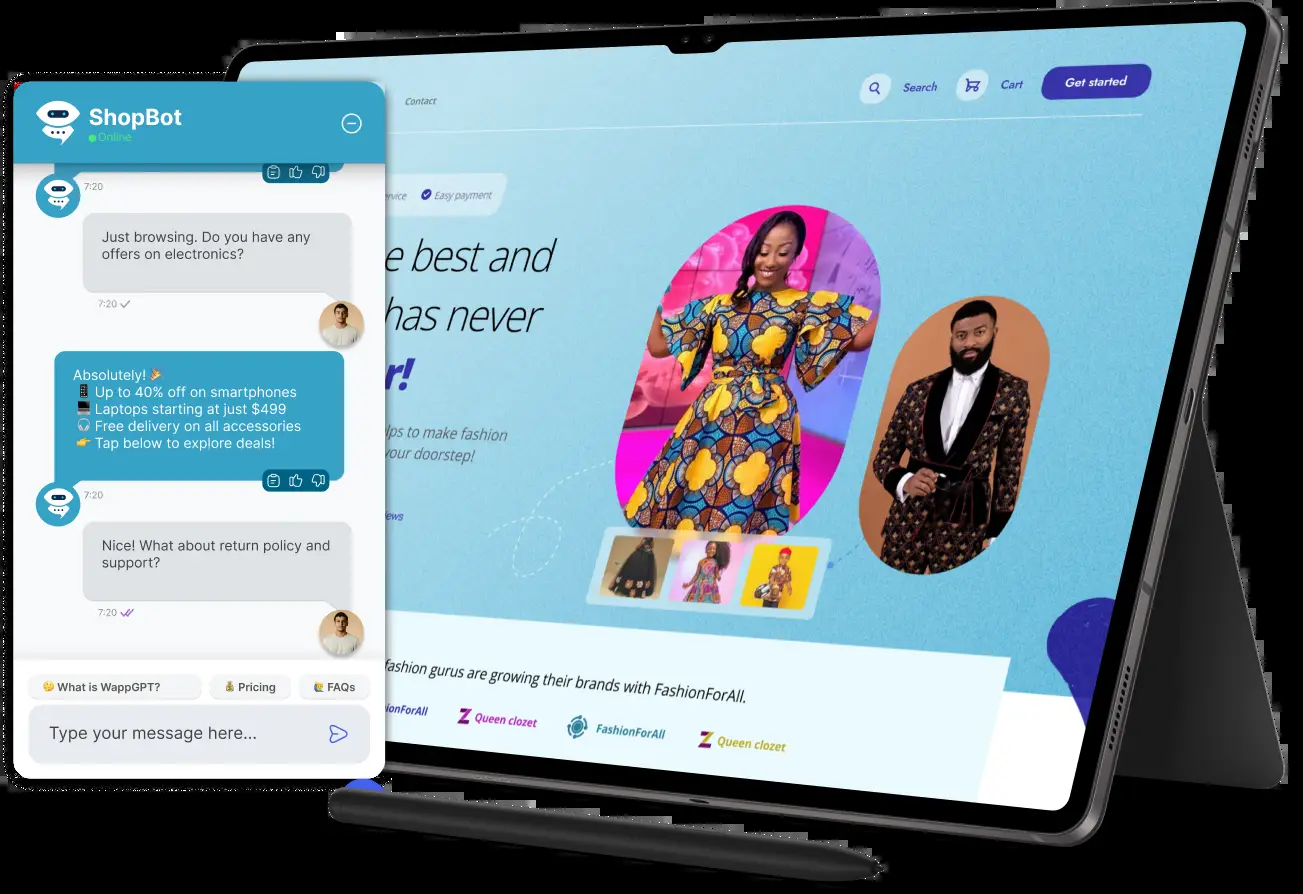 ShopBot
Online
7:20
Just browsing. Do you have any
offers on electronics?
7:20
Absolutely!
Up to 40% off on smartphones
Laptops starting at just $499
Free delivery on all accessories
Tap below to explore deals!
7:20
Nice! What about return policy and
support?
7:20
What is WappGPT? Pricing FAQs
Type your message here...
Contact
Search Cart Get started
Easy payment
best and
has never
to make fashion
your doorstep!
fashion gurus are growing their brands with FashionForAll.
Queen clozet FashionForAll Queen clozet